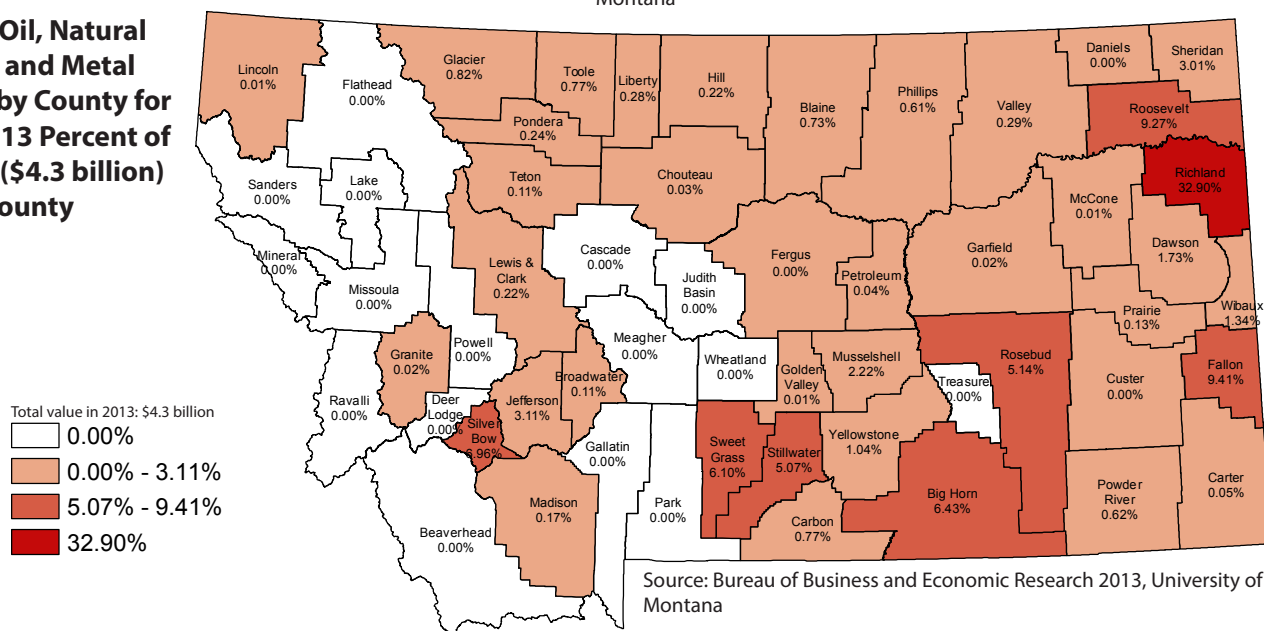 Montana
Oil, Natural
and Metal
by County for
13 Percent of
($4.3 billion)
ounty
Lincoln
0.01%
Flathead
0.00%
Glacier
0.82%
Toole
0.77%
Liberty
0.28%
Hill
0.22%
Blaine
0.73%
Phillips
0.61%
Valley
0.29%
Daniels
0.00%
Sheridan
3.01%
Roosevelt
9.27%
Pondera
0.24%
Richland
32.90%
Sanders
0.00%
Lake
0.00%
Teton
0.11%
Chouteau
0.03%
McCone
0.01%
Dawson
1.73%
Mineral
0.00%
Missoula
0.00%
Lewis &
Clark
0.22%
Cascade
0.00%
Judith
Basin
0.00%
Fergus
0.00%
Petroleum
0.04%
Garfield
0.02%
Prairie
0.13%
Wibaux
1.34%
Granite
0.02%
Powell
0.00%
Meagher
0.00%
Wheatland
0.00%
Golden
Valley
0.01%
Musselshell
2.22%
Rosebud
5.14%
Treasure
0.00%
Custer
0.00%
Fallon
9.41%
Ravalli
0.00%
Deer
Lodge
0.00%
Silver
Bow
6.96%
Jefferson
3.11%
Broadwater
0.11%
Gallatin
0.00%
Sweet
Grass
6.10%
Stillwater
5.07%
Yellowstone
1.04%
Big Horn
6.43%
Powder
River
0.62%
Carter
0.05%
Beaverhead
0.00%
Madison
0.17%
Park
0.00%
Carbon
0.77%
Total value in 2013: $4.3 billion
0.00%
0.00% - 3.11%
5.07% - 9.41%
32.90%
Source: Bureau of Business and Economic Research 2013, University of
Montana